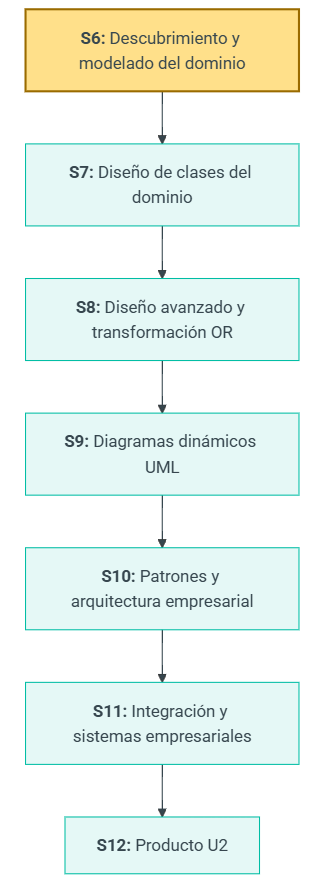 S6: Descubrimiento y
modelado del dominio
S7: Diseño de clases del
dominio
S8: Diseño avanzado y
transformación OR
S9: Diagramas dinámicos
UML
S10: Patrones y
arquitectura empresarial
S11: Integración y
sistemas empresariales
S12: Producto U2